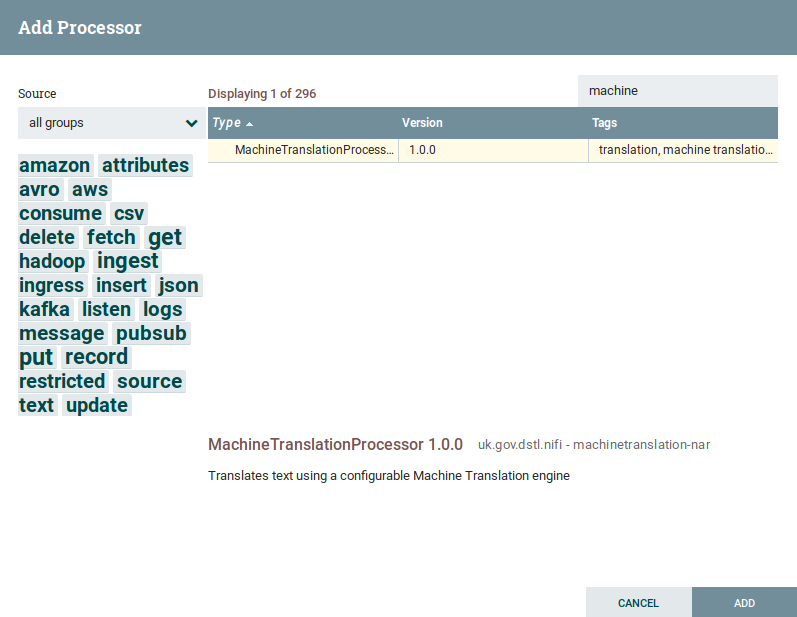 Add Processor
Source
all groups
amazon attributes
avro aws
consume csv
delete fetch get
hadoop ingest
ingress insert json
kafka listen logs
message pubsub
put record
restricted source
text update
Displaying 1 of 296
machine
Type Version Tags
MachineTranslationProcess... 1.0.0 translation, machine translatio...
MachineTranslationProcessor 1.0.0 uk.gov.dstl.nifi - machinetranslation-nar
Translates text using a configurable Machine Translation engine
CANCEL ADD